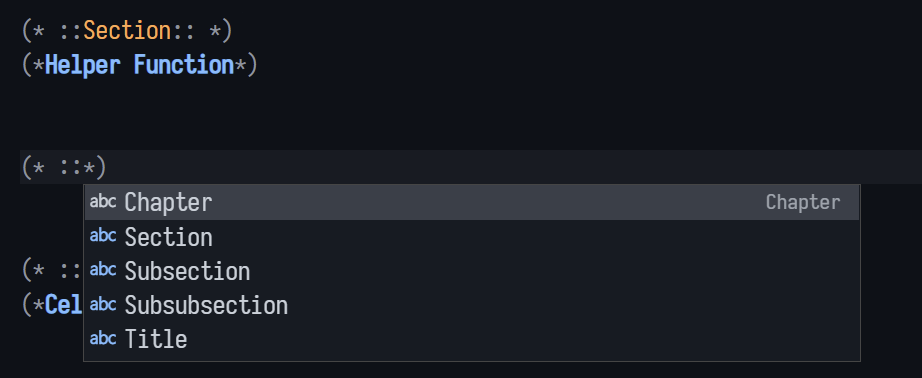 (* ::Section:: *)
(*Helper Function*)
(* ::*)
abc Chapter Chapter
abc Section
abc Subsection
abc Subsubsection
abc Title
(* ::
(*Cel